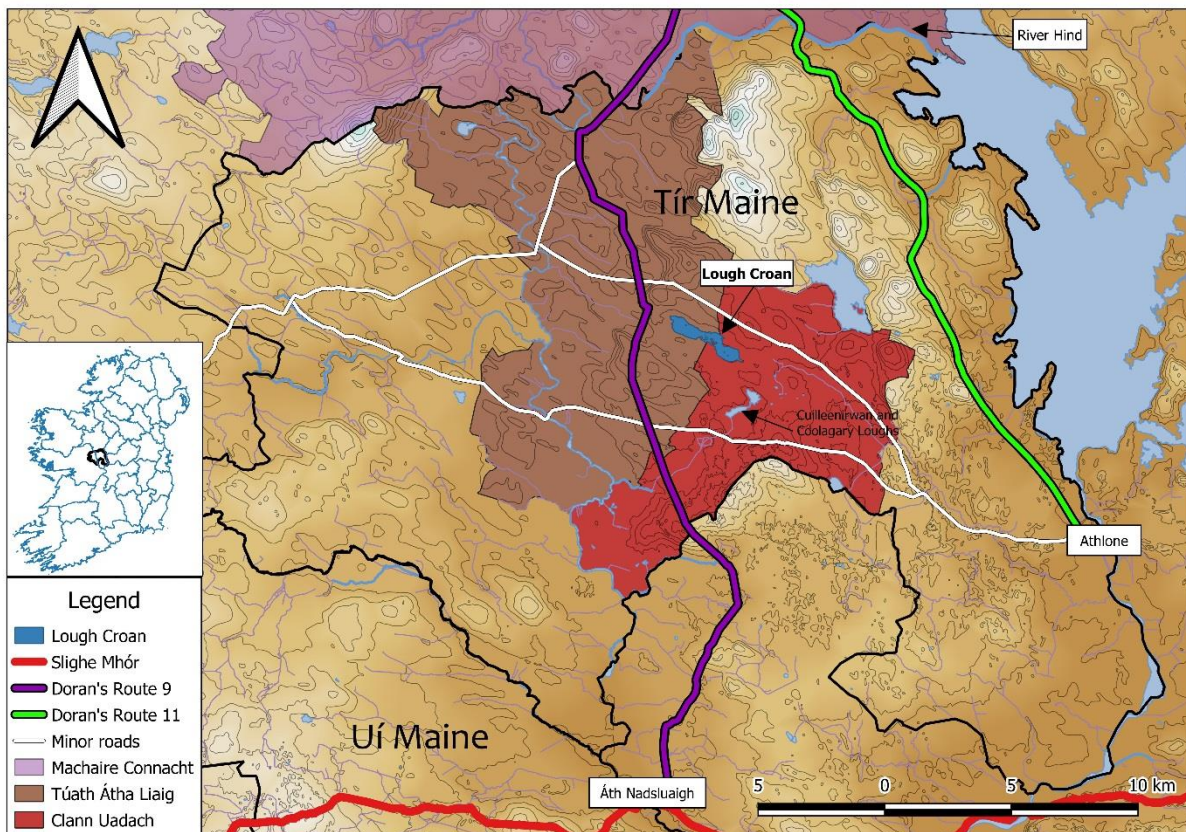 River Hind
Tír Maine
Lough Croan
Cuilleenirwan and
Coolagary Loughs
Athlone
Uí Maine
Áth Nadsluaigh
5 0 5 10 km
Legend
Lough Croan
Slighe Mhór
Doran's Route 9
Doran's Route 11
Minor roads
Machaire Connacht
Túath Átha Liaig
Clann Uadach